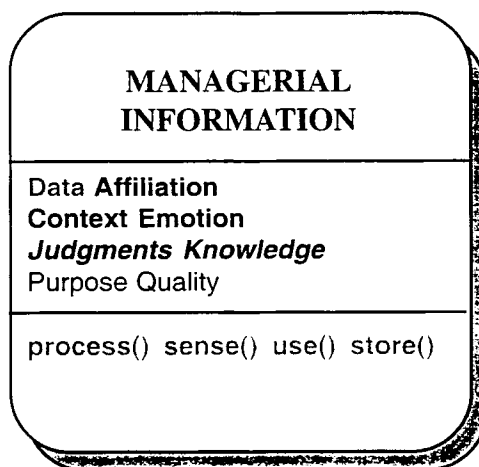 MANAGERIAL
INFORMATION
Data Affiliation
Context Emotion
Judgments Knowledge
Purpose Quality
process() sense() use() store()